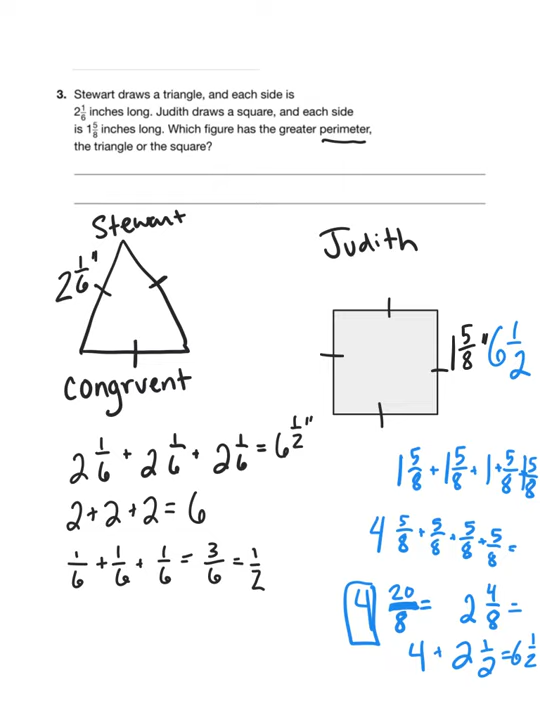 3. Stewart draws a triangle, and each side is
2 1/6 inches long. Judith draws a square, and each side
is 1 5/8 inches long. Which figure has the greater perimeter,
the triangle or the square?
Stewart
2 1/6"
Congruent
2 1/6 + 2 1/6 + 2 1/6 = 6 1/2"
2 + 2 + 2 = 6
1/6 + 1/6 + 1/6 = 3/6 = 1/2
Judith
1 5/8" 6 1/2
1 5/8 + 1 5/8 + 1 + 5/8 + 1 5/8
4 5/8 + 5/8 + 5/8 + 5/8 =
4 20/8 = 2 4/8 =
4 + 2 1/2 = 6 1/2